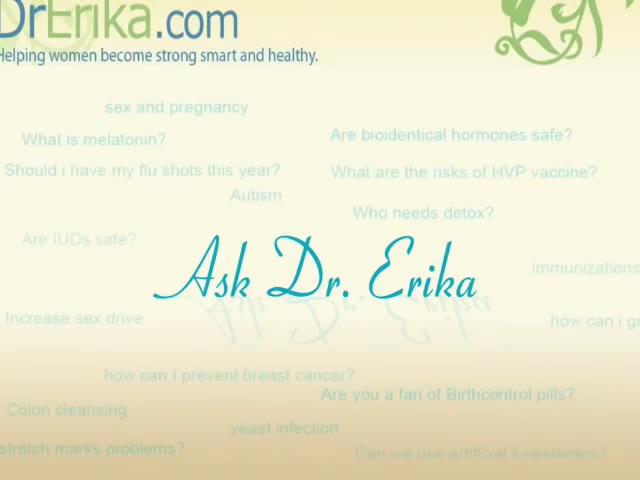 DrErika.com
Helping women become strong smart and healthy.
sex and pregnancy
What is melatonin?
Are bioidentical hormones safe?
Should i have my flu shots this year?
What are the risks of HVP vaccine?
Autism
Who needs detox?
Are IUDs safe?
Ask Dr. Erika
immunizations
Increase sex drive
how can i go
how can I prevent breast cancer?
Are you a fan of Birthcontrol pills?
Colon cleansing
yeast infection
stretch marks problems?
Can we use artificial sweeteners?